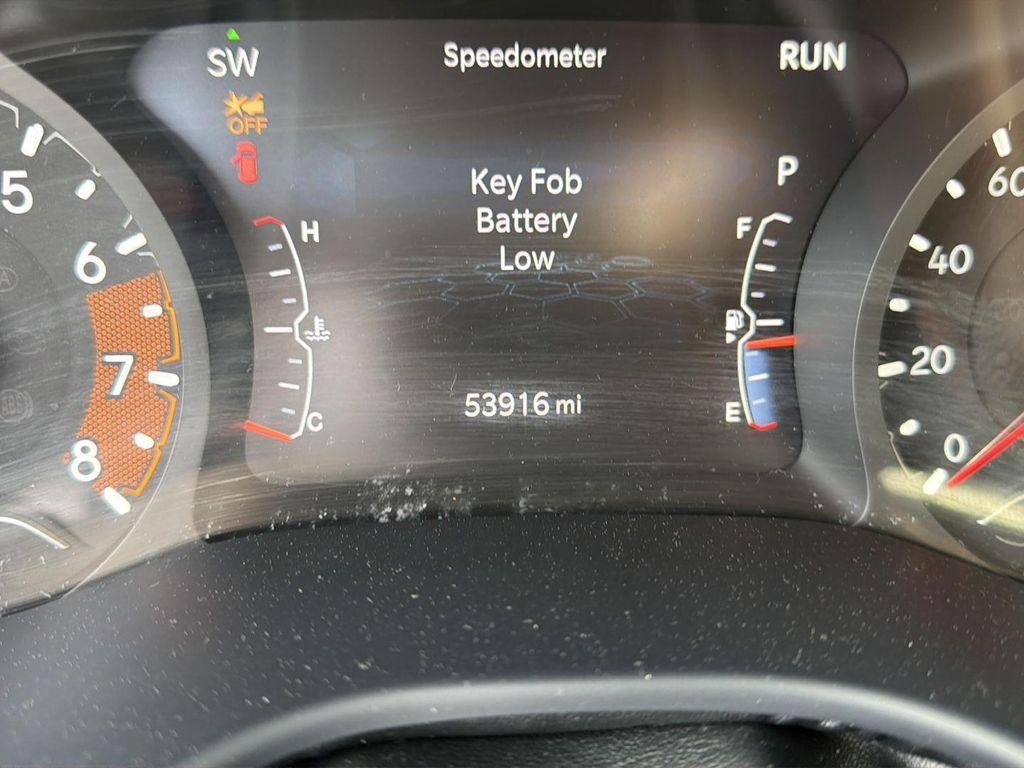 SW
Speedometer
RUN
OFF
P
Key Fob
Battery
Low
H
F
C
E
53916 mi
5
6
7
8
60
40
20
0